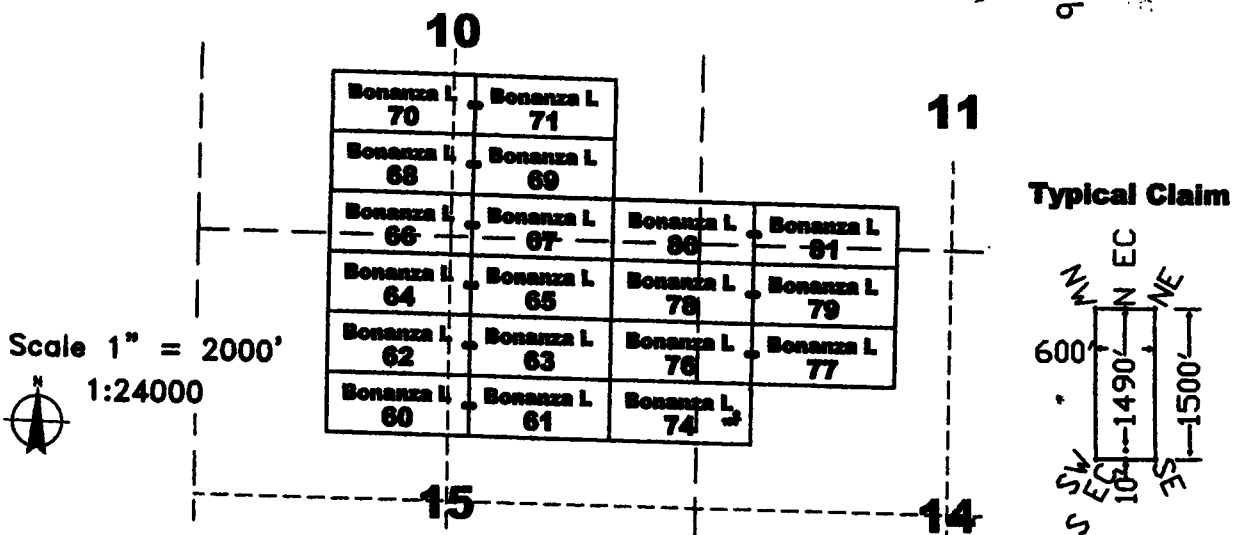 10
11
Bonanza L
70
Bonanza L
71
Bonanza L
68
Bonanza L
69
Bonanza L
66
Bonanza L
67
Bonanza L
80
Bonanza L
81
Bonanza L
64
Bonanza L
65
Bonanza L
78
Bonanza L
79
Bonanza L
62
Bonanza L
63
Bonanza L
76
Bonanza L
77
Bonanza L
60
Bonanza L
61
Bonanza L
74
15
14
Scale 1" = 2000'
N
1:24000
Typical Claim
NW
N EC
NE
600'
1490'
1500'
SW
S EC
10'
SE